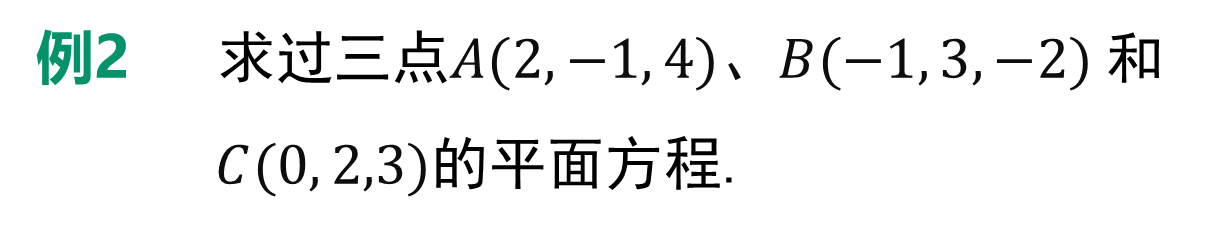 例2 求过三点A(2, −1, 4)、B(−1, 3, −2) 和
C(0, 2,3)的平面方程.